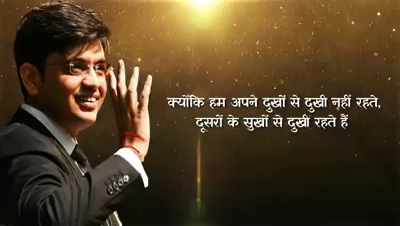 क्योंकि हम अपने दुखों से दुखी नहीं रहते,
दूसरों के सुखों से दुखी रहते हैं